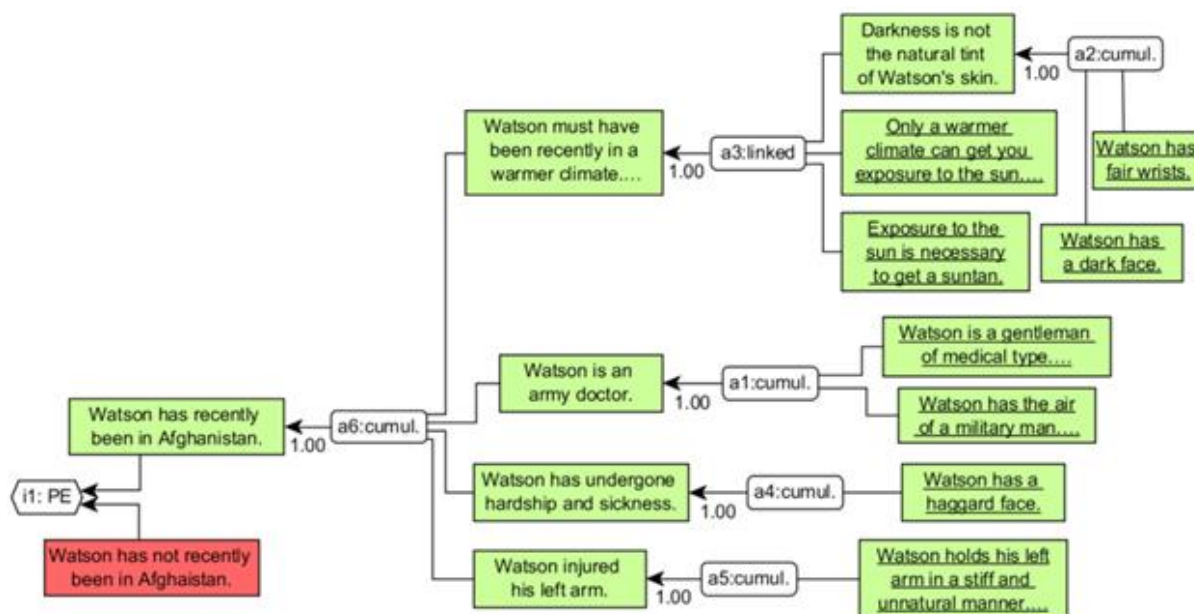 Darkness is not
the natural tint
of Watson's skin.
1.00
a2:cumul.
Watson must have
been recently in a
warmer climate....
1.00
a3:linked
Only a warmer
climate can get you
exposure to the sun....
Watson has
fair wrists.
Exposure to the
sun is necessary
to get a suntan.
Watson has
a dark face.
Watson is a gentleman
of medical type....
Watson is an
army doctor.
1.00
a1:cumul.
Watson has the air
of a military man....
Watson has recently
been in Afghanistan.
1.00
a6:cumul.
Watson has undergone
hardship and sickness.
1.00
a4:cumul.
Watson has a
haggard face.
i1: PE
Watson has not recently
been in Afghaistan.
Watson injured
his left arm.
1.00
a5:cumul.
Watson holds his left
arm in a stiff and
unnatural manner....